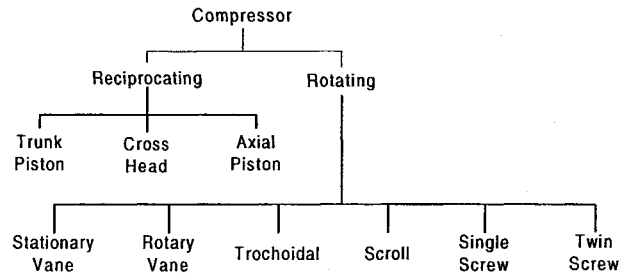 Compressor
Reciprocating
Rotating
Trunk
Piston
Cross
Head
Axial
Piston
Stationary
Vane
Rotary
Vane
Trochoidal
Scroll
Single
Screw
Twin
Screw